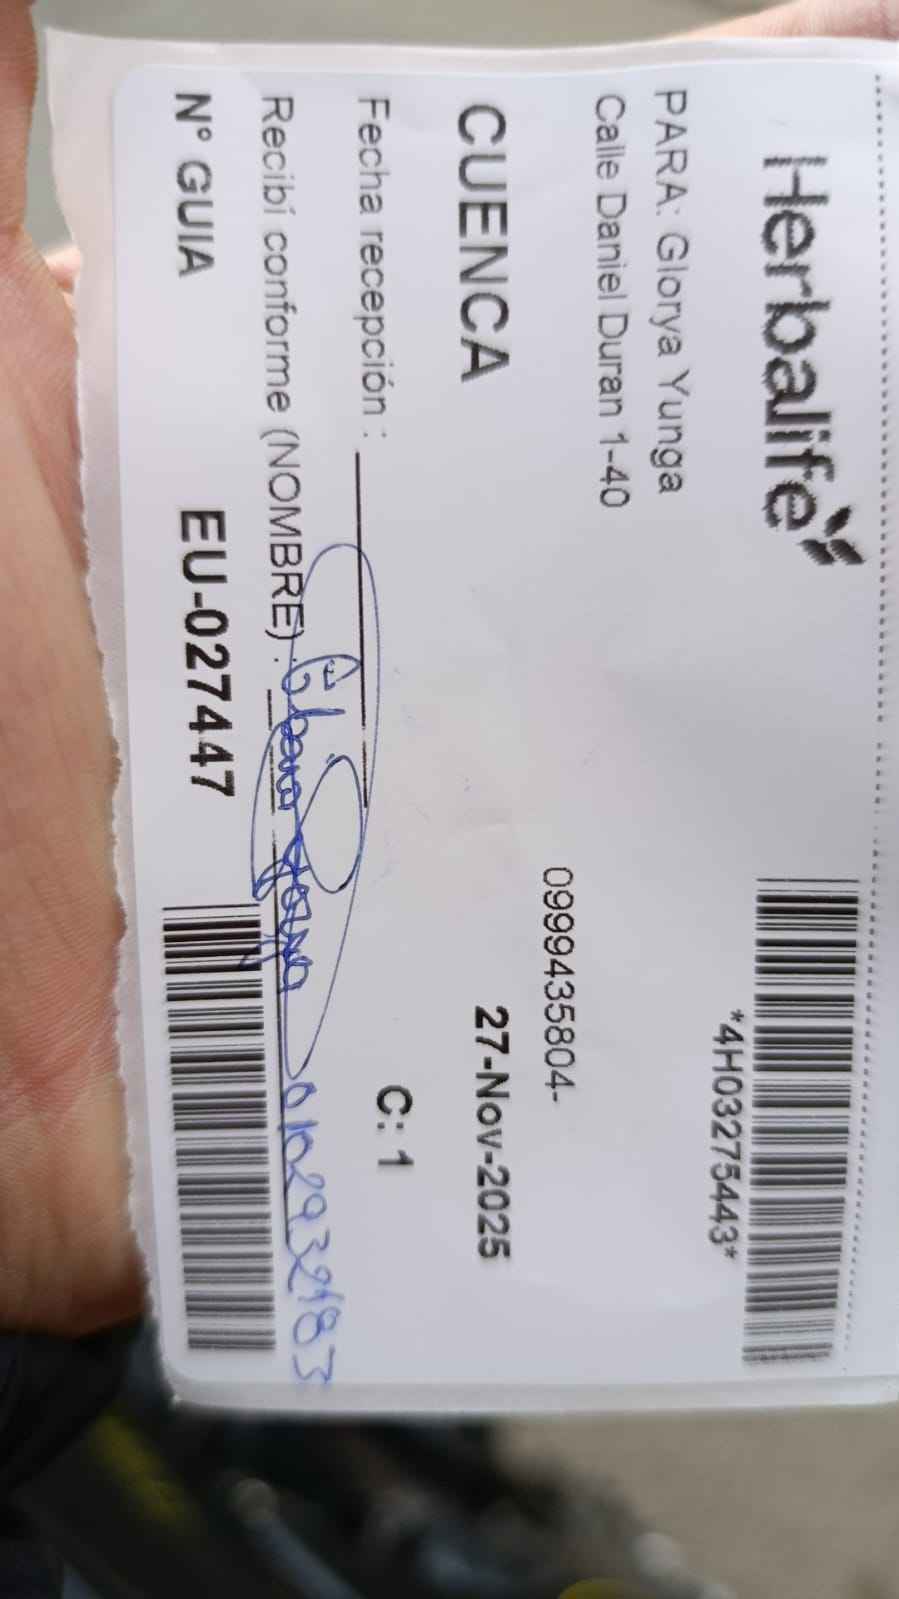 Herbalife
*4H03275443*
PARA: Glorya Yunga
Calle Daniel Duran 1-40
0999435804-
CUENCA 27-Nov-2025
C: 1
Fecha recepción :
Recibí conforme (NOMBRE) : Yunga
N° GUIA EU-027447